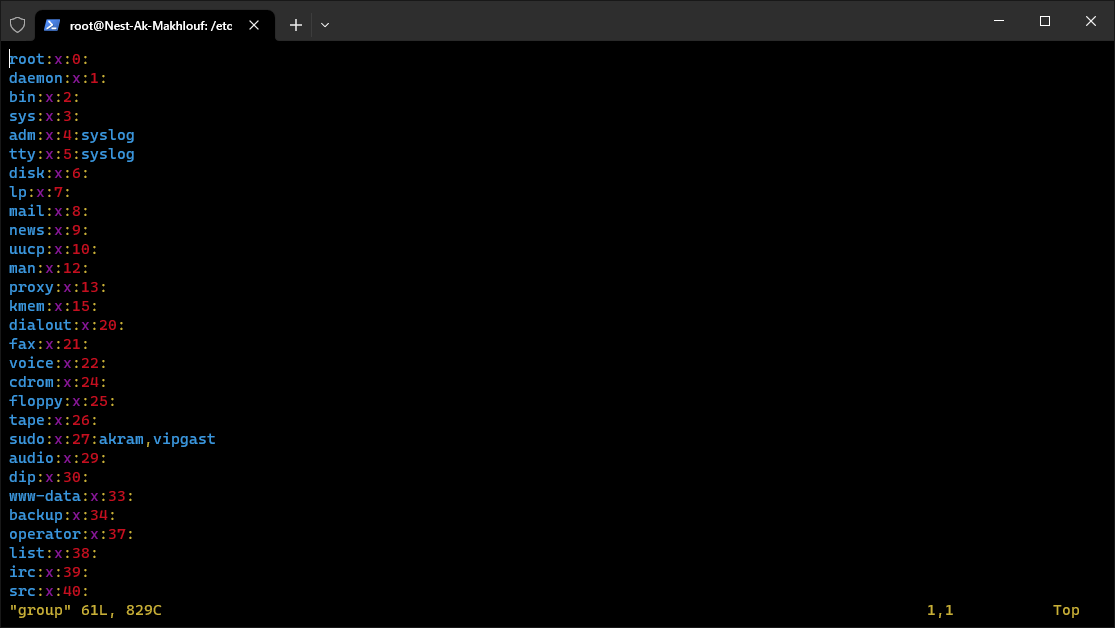 root@Nest-Ak-Makhlouf: /etc
root:x:0:
daemon:x:1:
bin:x:2:
sys:x:3:
adm:x:4:syslog
tty:x:5:syslog
disk:x:6:
lp:x:7:
mail:x:8:
news:x:9:
uucp:x:10:
man:x:12:
proxy:x:13:
kmem:x:15:
dialout:x:20:
fax:x:21:
voice:x:22:
cdrom:x:24:
floppy:x:25:
tape:x:26:
sudo:x:27:akram,vipgast
audio:x:29:
dip:x:30:
www-data:x:33:
backup:x:34:
operator:x:37:
list:x:38:
irc:x:39:
src:x:40:
"group" 61L, 829C 1,1 Top